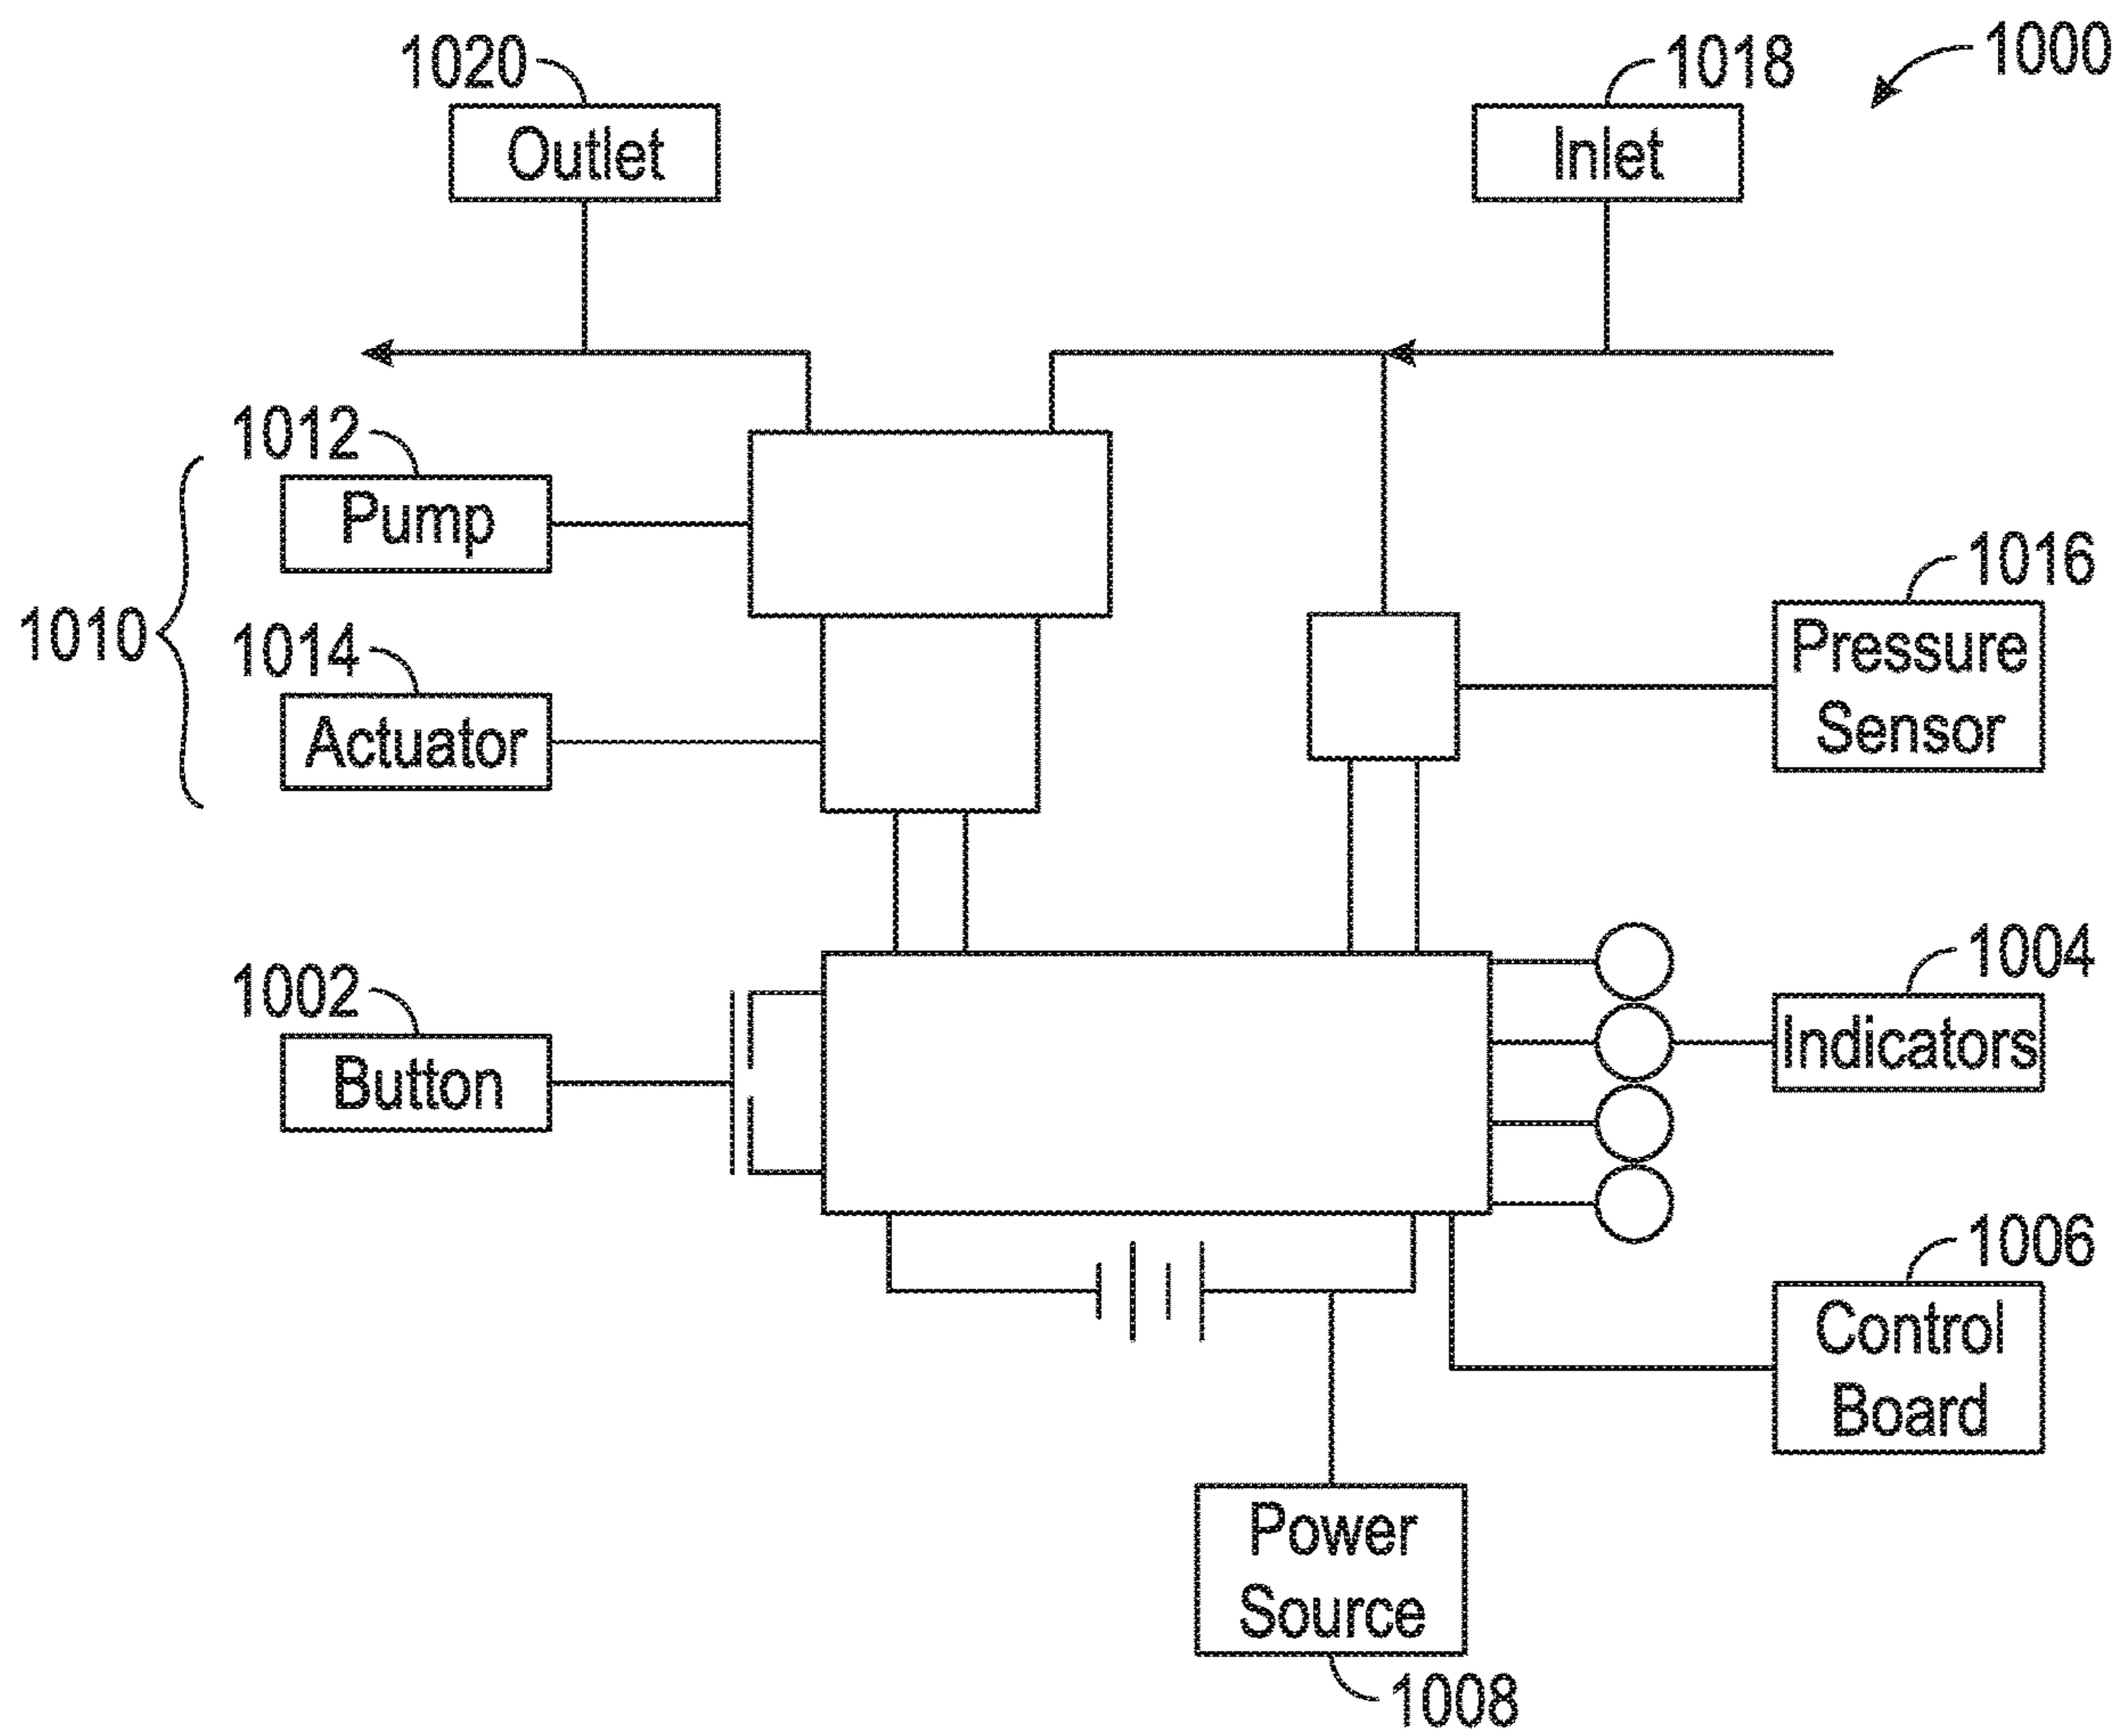 1020
1018
1000
Outlet
Inlet
1012
Pump
1010
1014
Actuator
1016
Pressure
Sensor
1002
Button
1004
Indicators
1006
Control
Board
Power
Source
1008